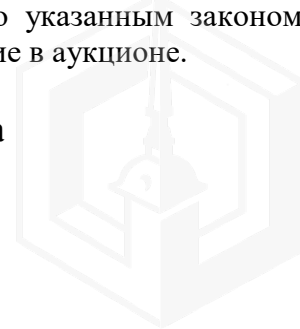 о указанным законом
ие в аукционе.
а